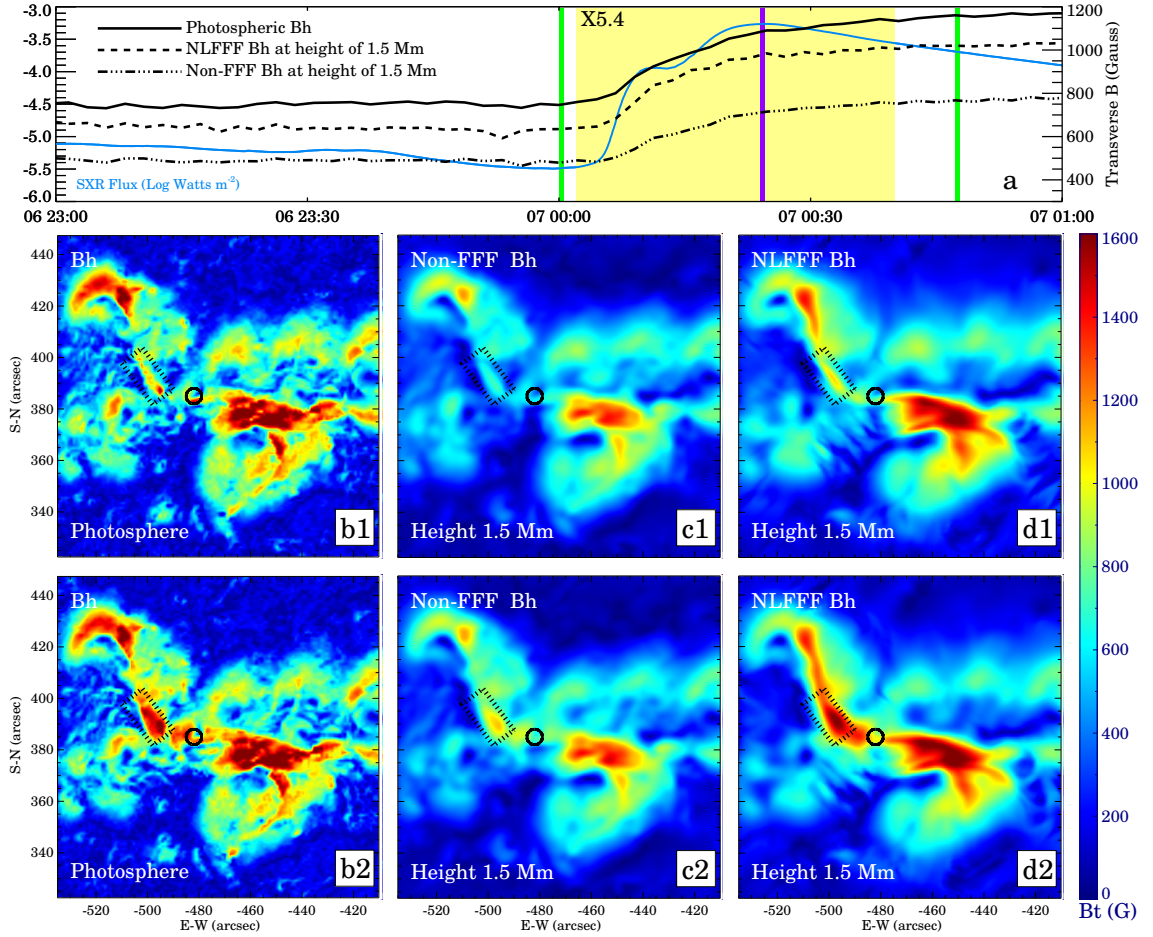 X5.4
-3.0
-3.5
-4.0
-4.5
-5.0
-5.5
-6.0
Photospheric Bh
NLFFF Bh at height of 1.5 Mm
Non-FFF Bh at height of 1.5 Mm
SXR Flux (Log Watts m⁻²)
a
1200
1000
800
600
400
Transverse B (Gauss)
06 23:00
06 23:30
07 00:00
07 00:30
07 01:00
Bh
Photosphere
b1
Non-FFF Bh
Height 1.5 Mm
c1
NLFFF Bh
Height 1.5 Mm
d1
440
420
400
380
360
340
S-N (arcsec)
Bh
Photosphere
b2
Non-FFF Bh
Height 1.5 Mm
c2
NLFFF Bh
Height 1.5 Mm
d2
440
420
400
380
360
340
S-N (arcsec)
-520
-500
-480
-460
-440
-420
E-W (arcsec)
-520
-500
-480
-460
-440
-420
E-W (arcsec)
-520
-500
-480
-460
-440
-420
E-W (arcsec)
1600
1400
1200
1000
800
600
400
200
0
Bt (G)